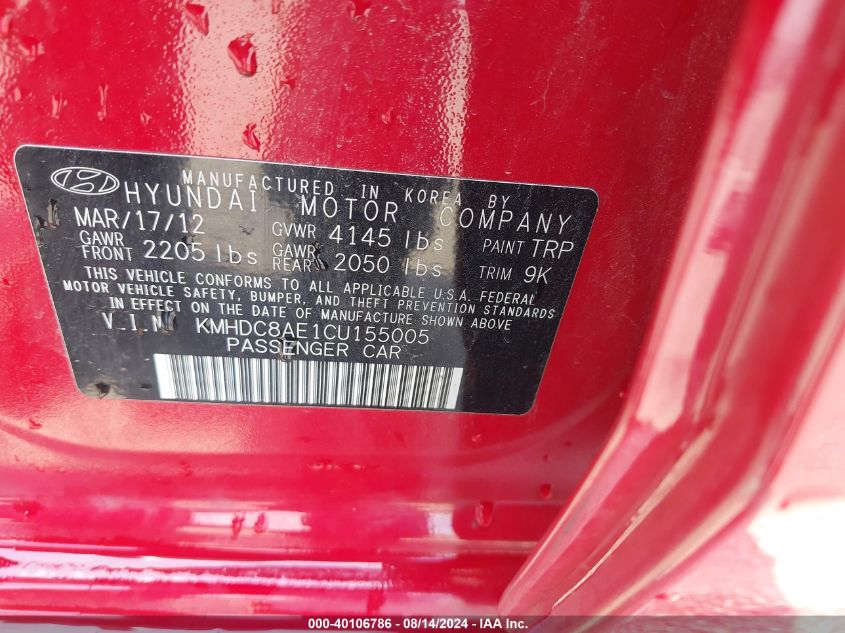 MANUFACTURED IN KOREA BY
HYUNDAI MOTOR COMPANY
MAR/17/12 GVWR 4145 lbs PAINT TRP
GAWR FRONT 2205 lbs GAWR REAR 2050 lbs TRIM 9K
THIS VEHICLE CONFORMS TO ALL APPLICABLE U.S.A. FEDERAL
MOTOR VEHICLE SAFETY, BUMPER, AND THEFT PREVENTION STANDARDS
IN EFFECT ON THE DATE OF MANUFACTURE SHOWN ABOVE
V.I.N KMHDC8AE1CU155005
PASSENGER CAR
000-40106786 - 08/14/2024 - IAA Inc.